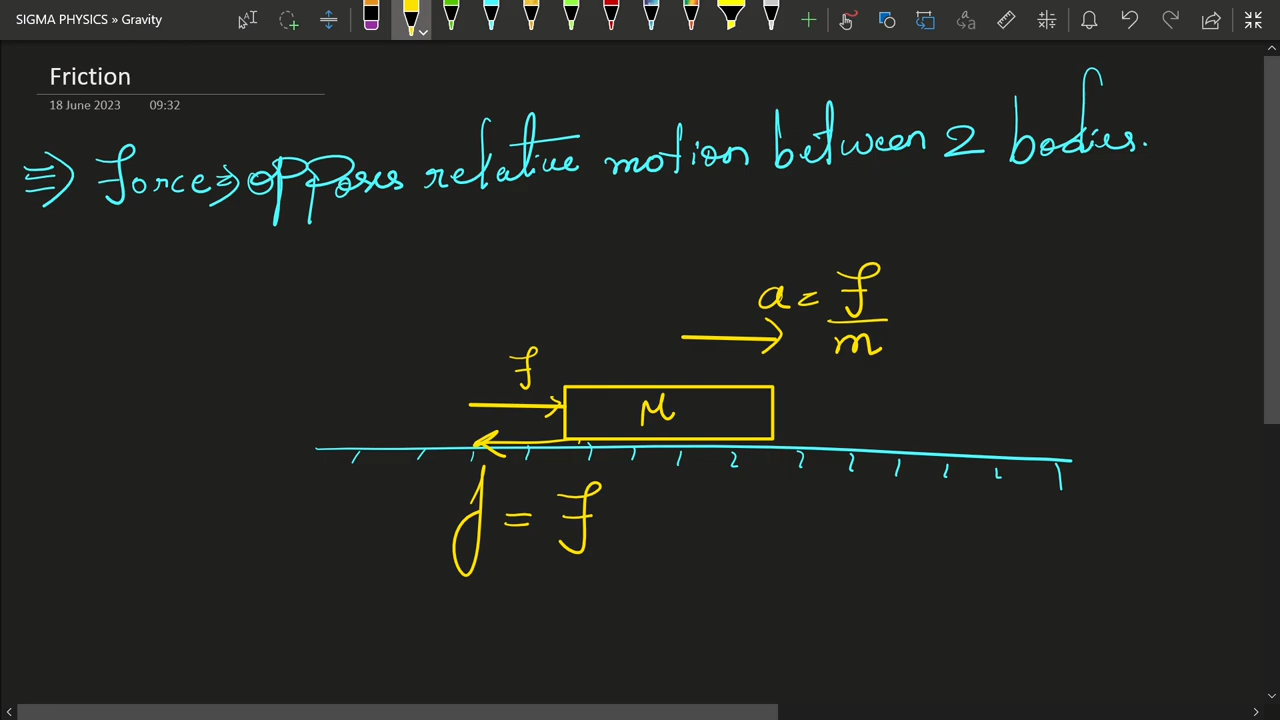 SIGMA PHYSICS » Gravity
Friction
18 June 2023 09:32
⇒ Force ⇒ opposes relative motion between 2 bodies.
a = F/m
F
M
f = F